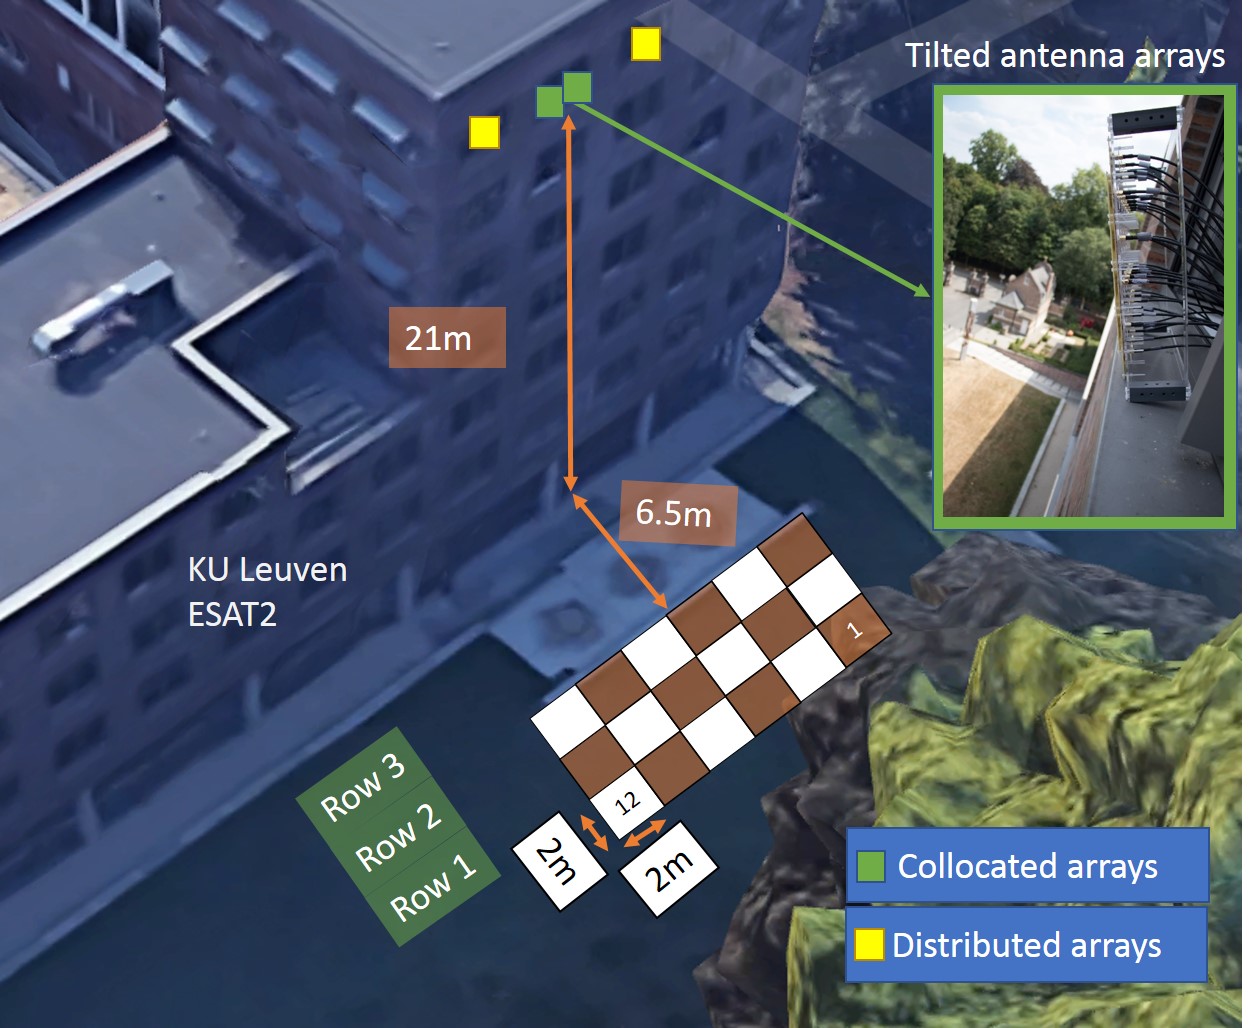 Tilted antenna arrays
21m
6.5m
KU Leuven
ESAT2
1
12
Row 3
Row 2
Row 1
2m
2m
Collocated arrays
Distributed arrays